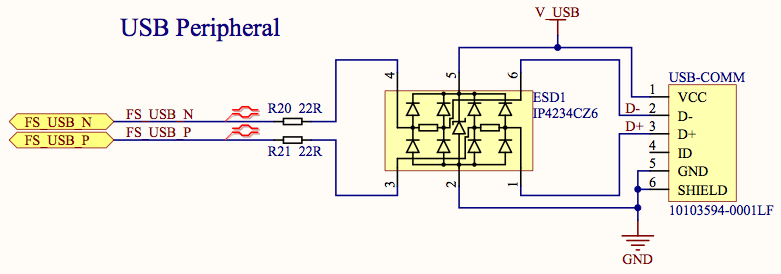 USB Peripheral
V_USB
4
5
6
USB-COMM
FS_USB_N
FS_USB_N
R20 22R
ESD1
IP4234CZ6
1
VCC
D-
2
D-
FS_USB_P
FS_USB_P
R21 22R
D+
3
D+
4
ID
5
GND
3
2
1
6
SHIELD
10103594-0001LF
GND